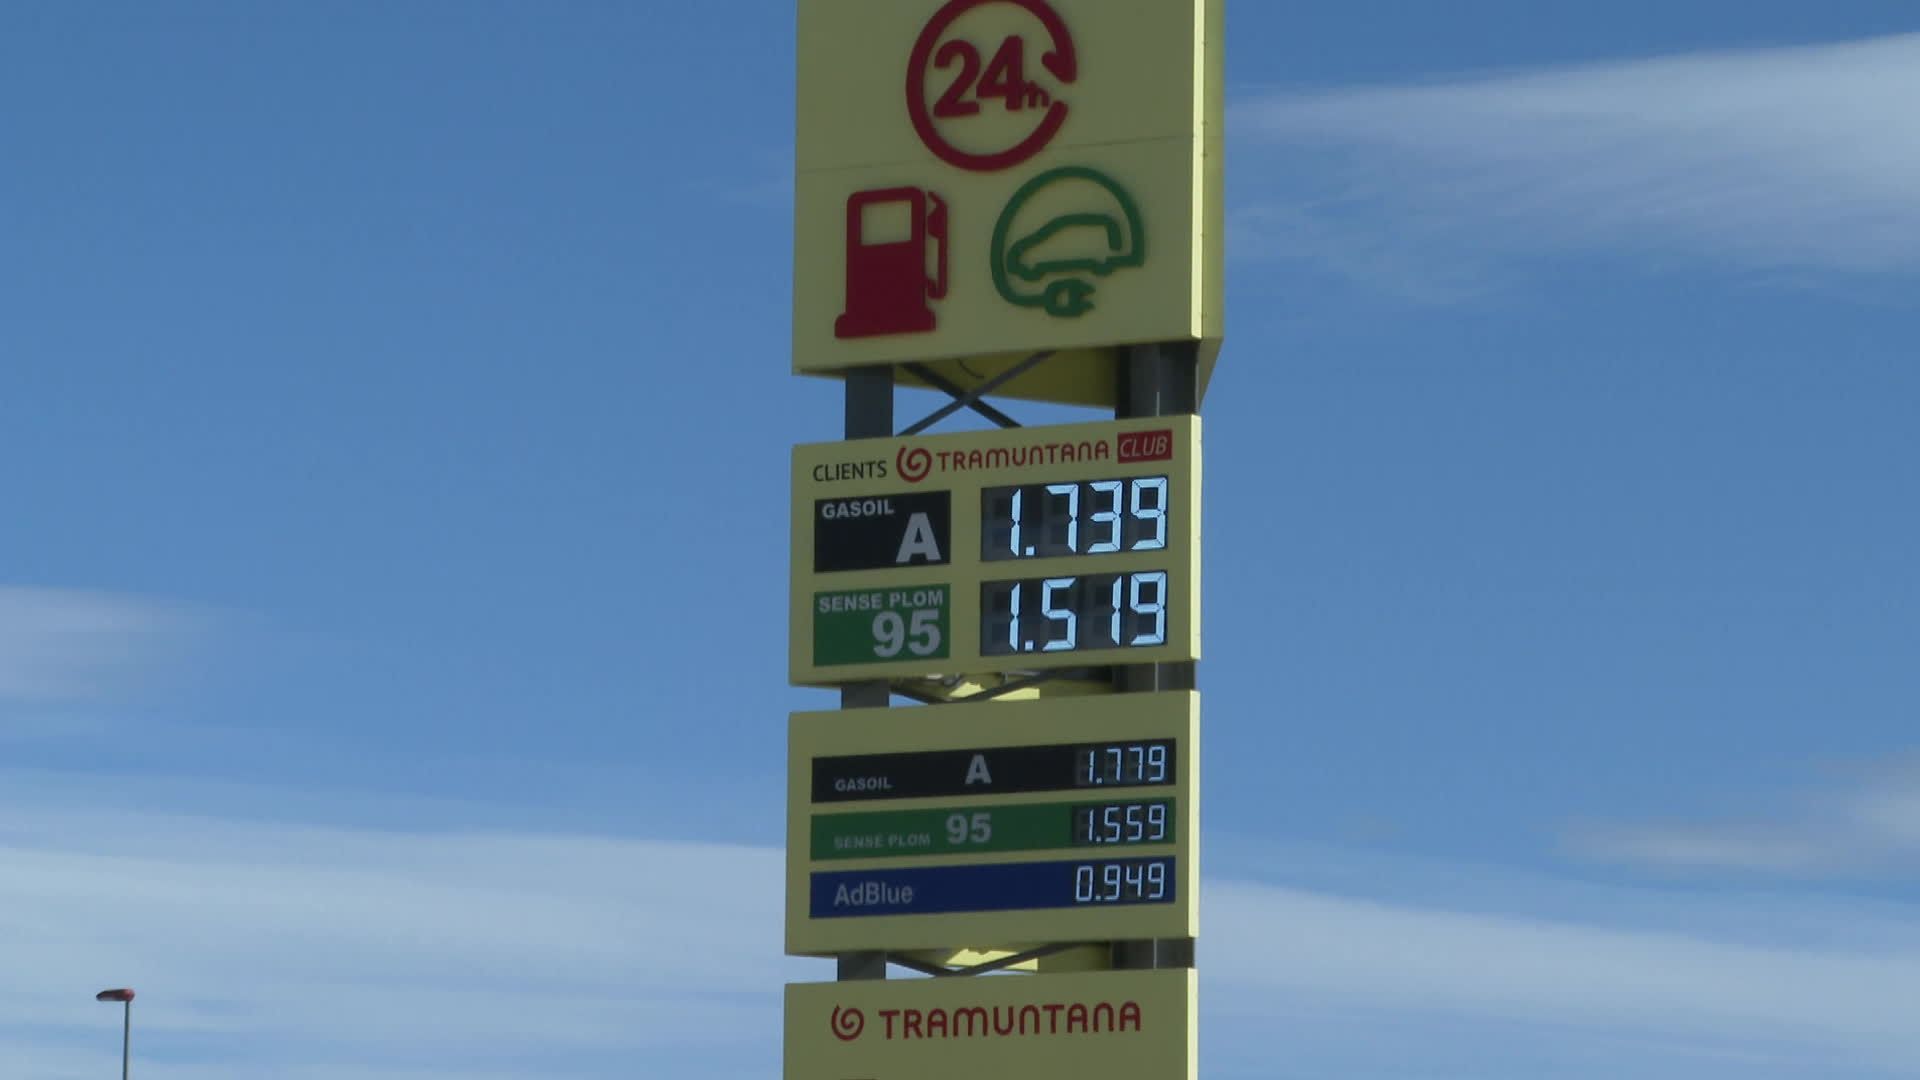 24h
CLIENTS TRAMUNTANA CLUB
GASOIL A 1.739
SENSE PLOM 95 1.519
GASOIL A 1.779
SENSE PLOM 95 1.559
AdBlue 0.949
TRAMUNTANA